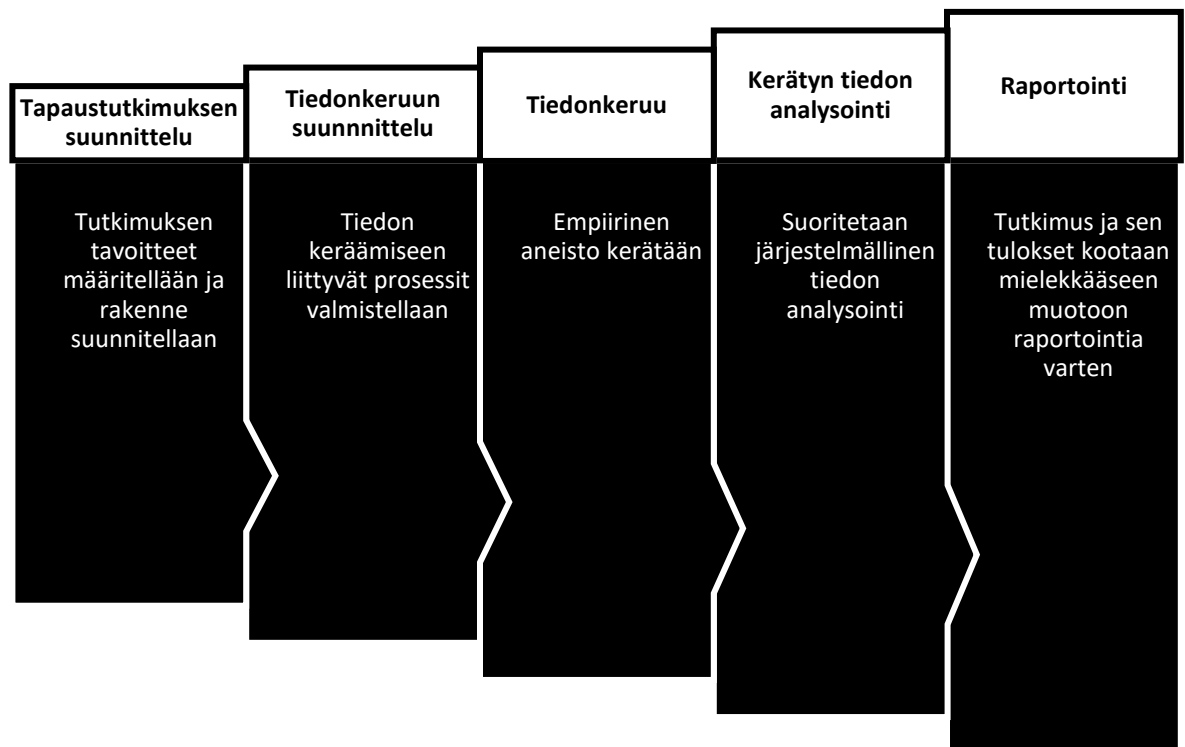 Tapaustutkimuksen
suunnittelu
Tiedonkeruun
suunnnittelu
Tiedonkeruu
Kerätyn tiedon
analysointi
Raportointi
Tutkimuksen
tavoitteet
määritellään ja
rakenne
suunnitellaan
Tiedon
keräämiseen
liittyvät prosessit
valmistellaan
Empiirinen
aneisto kerätään
Suoritetaan
järjestelmällinen
tiedon
analysointi
Tutkimus ja sen
tulokset kootaan
mielekkääseen
muotoon
raportointia
varten